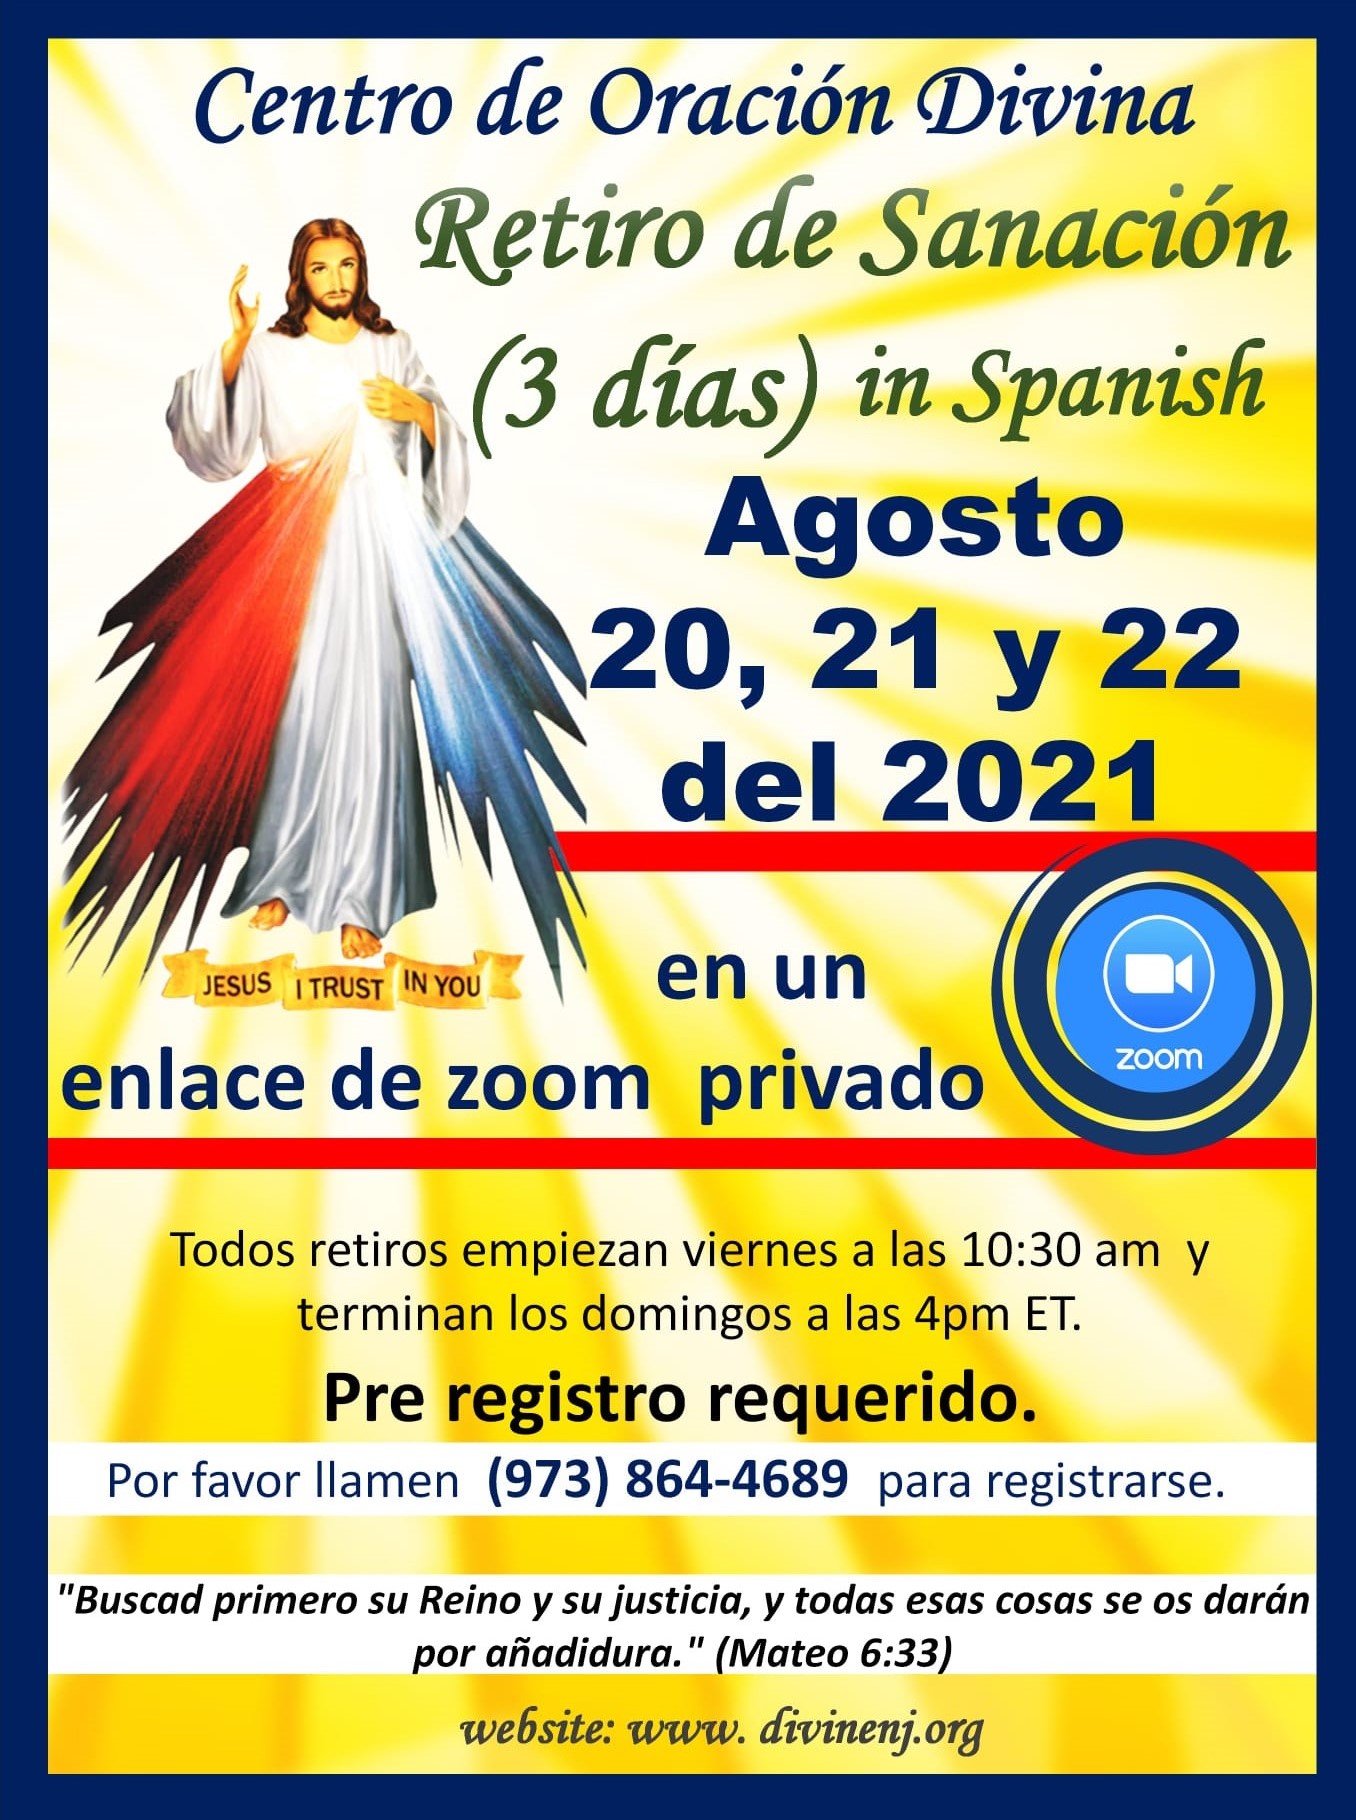 Centro de Oración Divina
Retiro de Sanación
(3 días) in Spanish
Agosto
20, 21 y 22
del 2021
JESUS I TRUST IN YOU
en un
enlace de zoom privado
zoom
Todos retiros empiezan viernes a las 10:30 am y
terminan los domingos a las 4pm ET.
Pre registro requerido.
Por favor llamen (973) 864-4689 para registrarse.
"Buscad primero su Reino y su justicia, y todas esas cosas se os darán
por añadidura." (Mateo 6:33)
website: www. divinenj.org